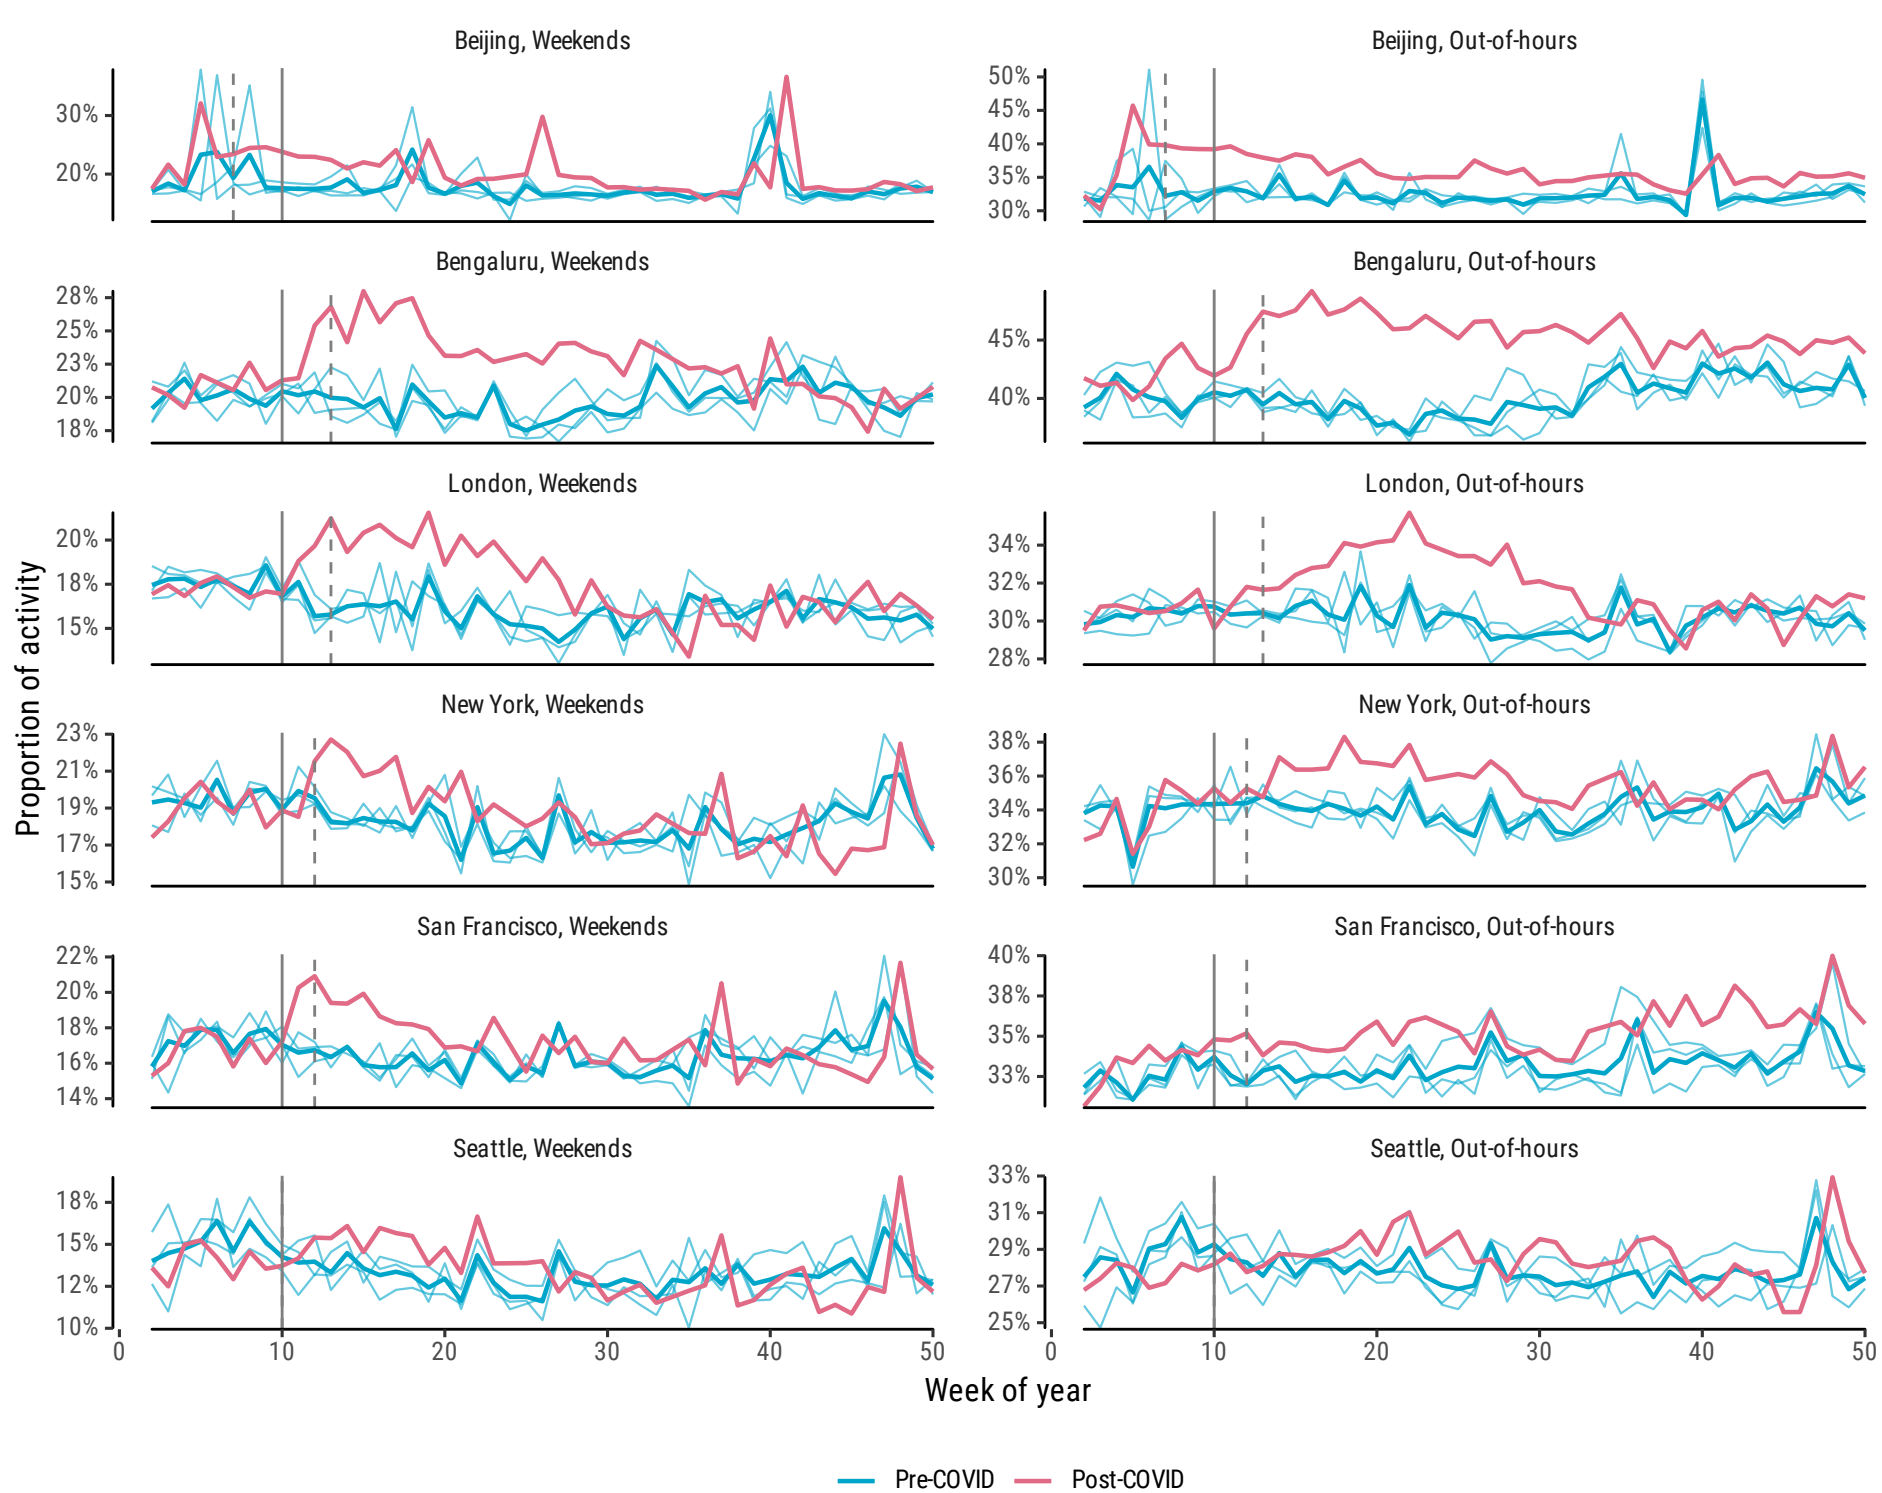 Beijing, Weekends
Beijing, Out-of-hours
30%
20%
50%
45%
40%
35%
30%
Bengaluru, Weekends
Bengaluru, Out-of-hours
28%
25%
23%
20%
18%
45%
40%
London, Weekends
London, Out-of-hours
20%
18%
15%
34%
32%
30%
28%
Proportion of activity
New York, Weekends
New York, Out-of-hours
23%
21%
19%
17%
15%
38%
36%
34%
32%
30%
San Francisco, Weekends
San Francisco, Out-of-hours
22%
20%
18%
16%
14%
40%
38%
35%
33%
Seattle, Weekends
Seattle, Out-of-hours
18%
15%
12%
10%
33%
31%
29%
27%
25%
0 10 20 30 40 50
0 10 20 30 40 50
Week of year
Pre-COVID Post-COVID